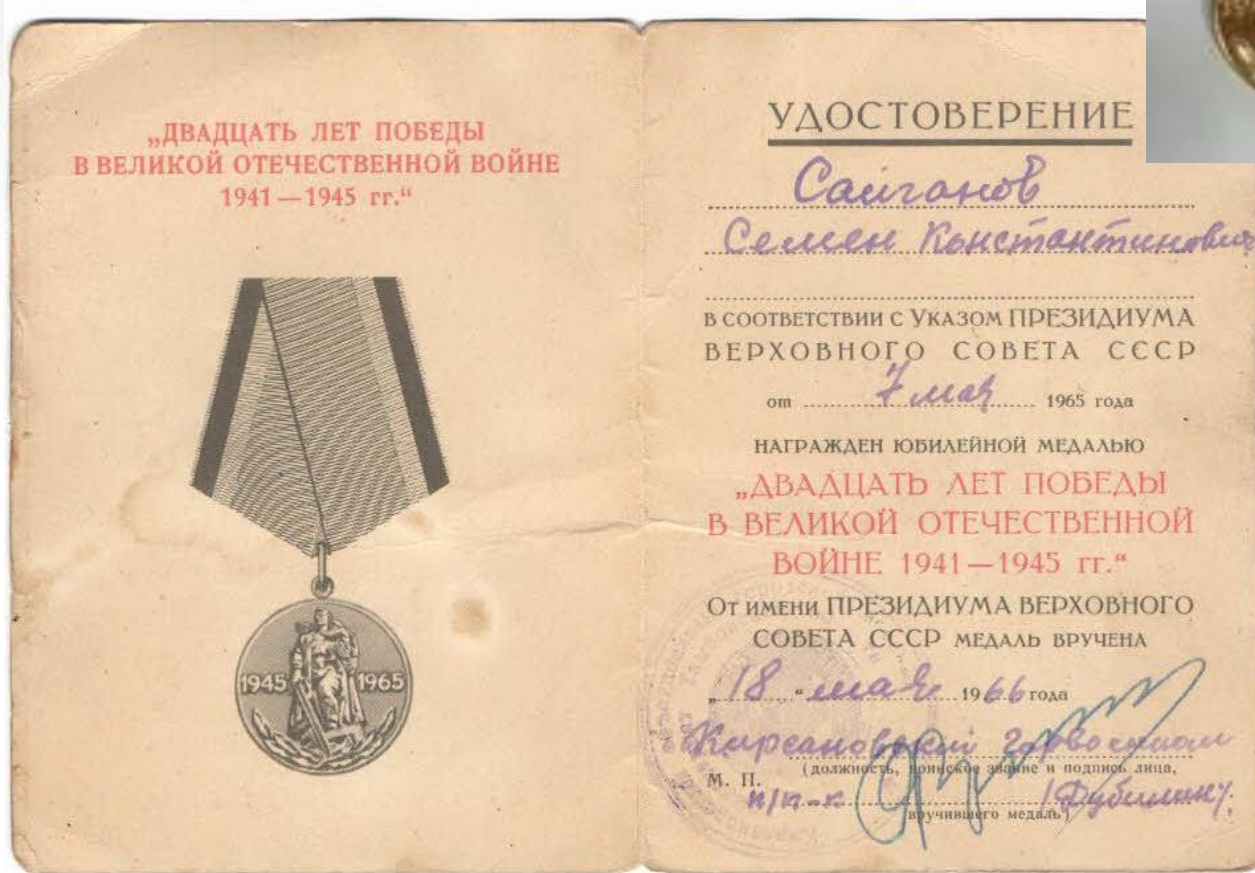 „ДВАДЦАТЬ ЛЕТ ПОБЕДЫ
В ВЕЛИКОЙ ОТЕЧЕСТВЕННОЙ ВОЙНЕ
1941—1945 гг.“
1945 1965
УДОСТОВЕРЕНИЕ
Сайганов
Семен Константинович
В СООТВЕТСТВИИ С УКАЗОМ ПРЕЗИДИУМА
ВЕРХОВНОГО СОВЕТА СССР
от 7 мая 1965 года
НАГРАЖДЕН ЮБИЛЕЙНОЙ МЕДАЛЬЮ
„ДВАДЦАТЬ ЛЕТ ПОБЕДЫ
В ВЕЛИКОЙ ОТЕЧЕСТВЕННОЙ
ВОЙНЕ 1941—1945 гг.“
ОТ ИМЕНИ ПРЕЗИДИУМА ВЕРХОВНОГО
СОВЕТА СССР МЕДАЛЬ ВРУЧЕНА
„18“ мая 1966 года
Кирсановский горвоенком
(должность, воинское звание и подпись лица,
М. П. п/п-к /Дубилин/
вручившего медаль)